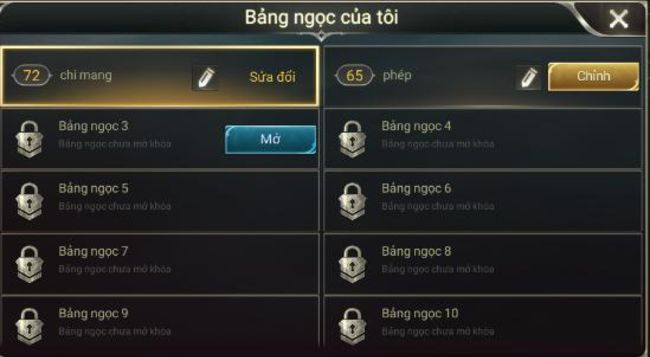 Bảng ngọc của tôi
72 chí mang Sửa đổi
65 phép Chỉnh
Bảng ngọc 3
Bảng ngọc chưa mở khóa
Mở
Bảng ngọc 4
Bảng ngọc chưa mở khóa
Bảng ngọc 5
Bảng ngọc chưa mở khóa
Bảng ngọc 6
Bảng ngọc chưa mở khóa
Bảng ngọc 7
Bảng ngọc chưa mở khóa
Bảng ngọc 8
Bảng ngọc chưa mở khóa
Bảng ngọc 9
Bảng ngọc chưa mở khóa
Bảng ngọc 10
Bảng ngọc chưa mở khóa